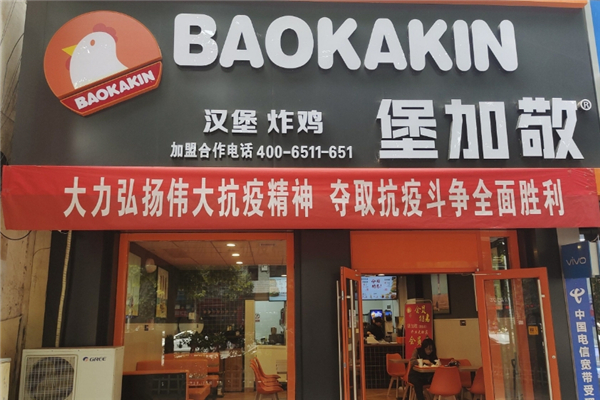 BAOKAKIN
BAOKAKIN
汉堡 炸鸡
堡加敬®
加盟合作电话 400-6511-651
大力弘扬伟大抗疫精神 夺取抗疫斗争全面胜利
vivo
中国电信宽带受
GREE